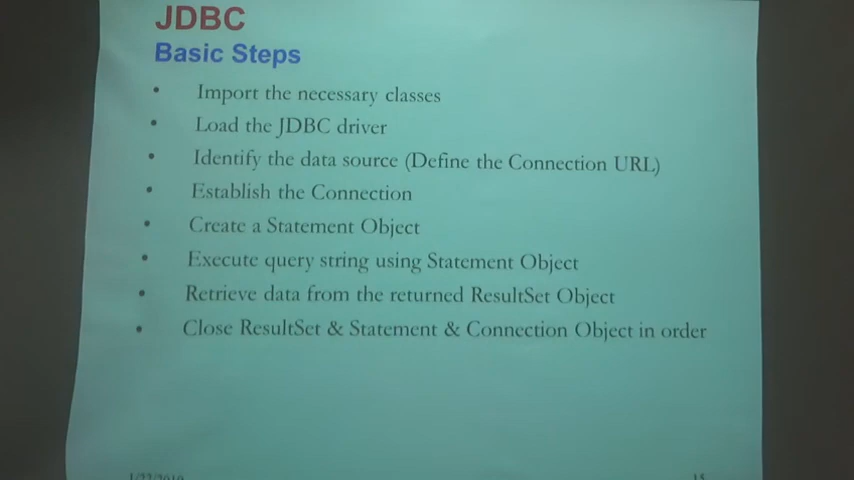 JDBC
Basic Steps
• Import the necessary classes
• Load the JDBC driver
• Identify the data source (Define the Connection URL)
• Establish the Connection
• Create a Statement Object
• Execute query string using Statement Object
• Retrieve data from the returned ResultSet Object
• Close ResultSet & Statement & Connection Object in order